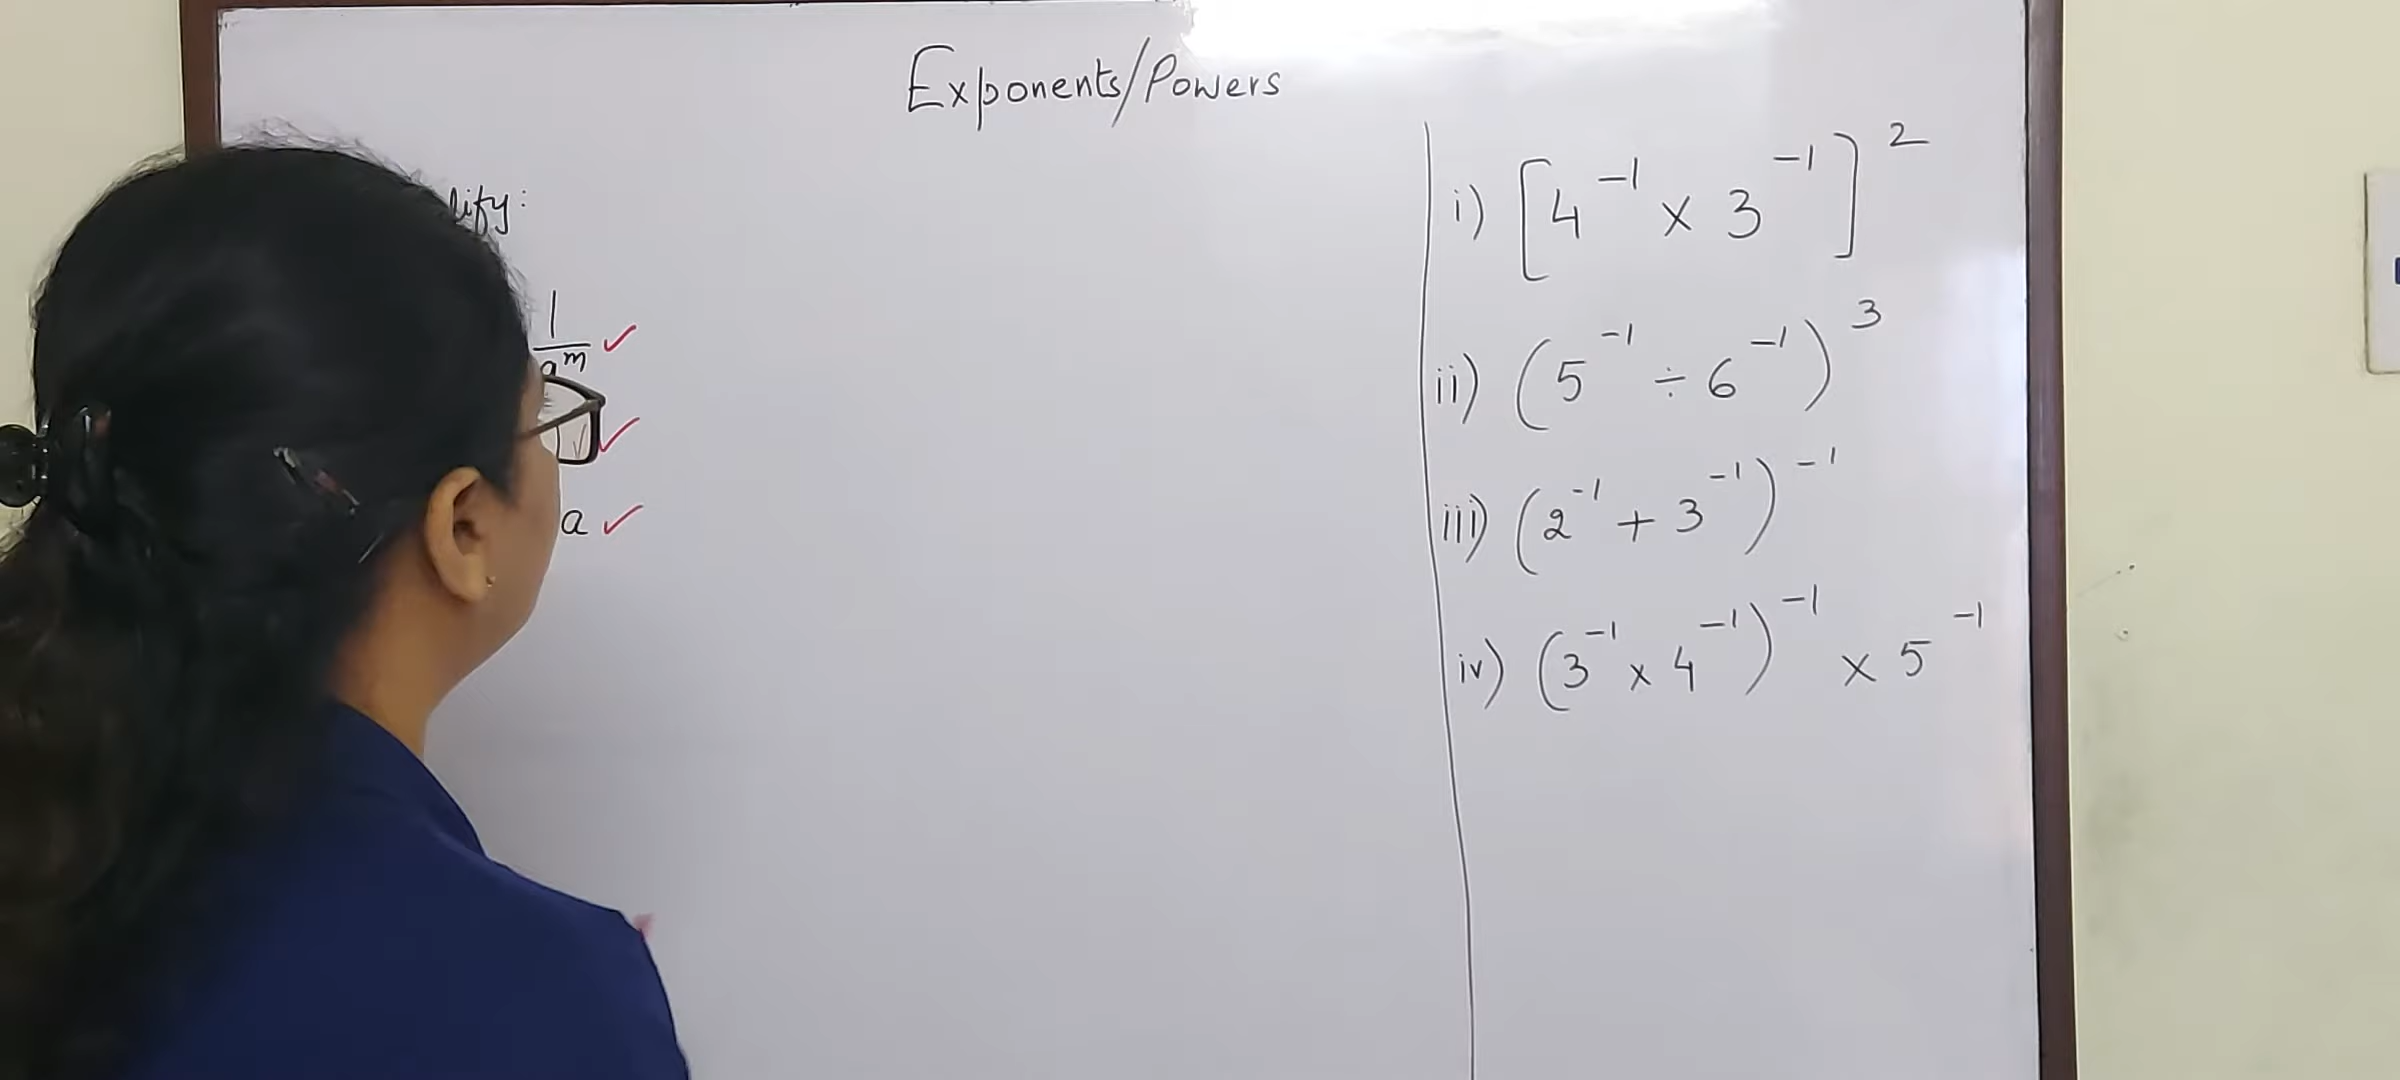 Exponents/Powers
lify:
1/a^m ✓
✓
a ✓
i) [4^-1 × 3^-1]^2
ii) (5^-1 ÷ 6^-1)^3
iii) (2^-1 + 3^-1)^-1
iv) (3^-1 × 4^-1)^-1 × 5^-1